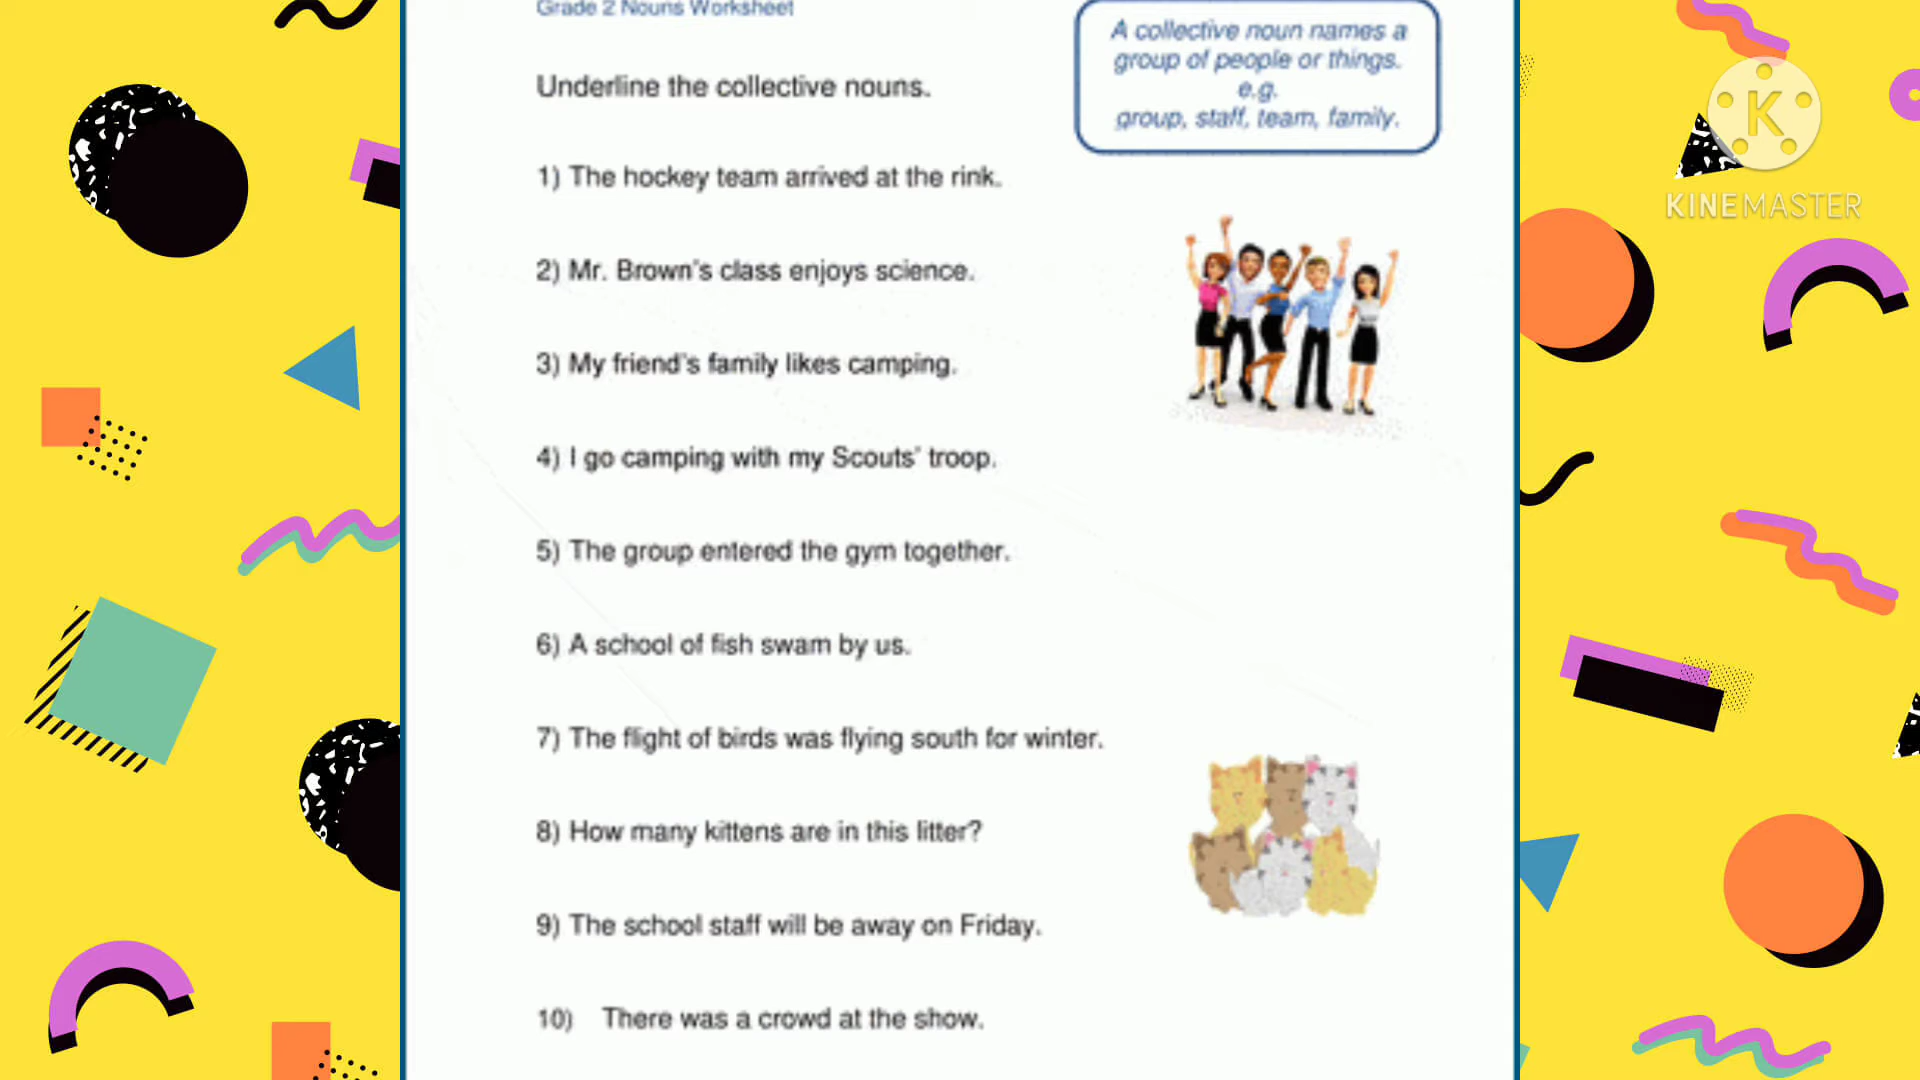 Grade 2 Nouns Worksheet
A collective noun names a
group of people or things.
e.g.
group, staff, team, family.
Underline the collective nouns.
1) The hockey team arrived at the rink.
2) Mr. Brown's class enjoys science.
3) My friend's family likes camping.
4) I go camping with my Scouts' troop.
5) The group entered the gym together.
6) A school of fish swam by us.
7) The flight of birds was flying south for winter.
8) How many kittens are in this litter?
9) The school staff will be away on Friday.
10) There was a crowd at the show.
K
KINEMASTER